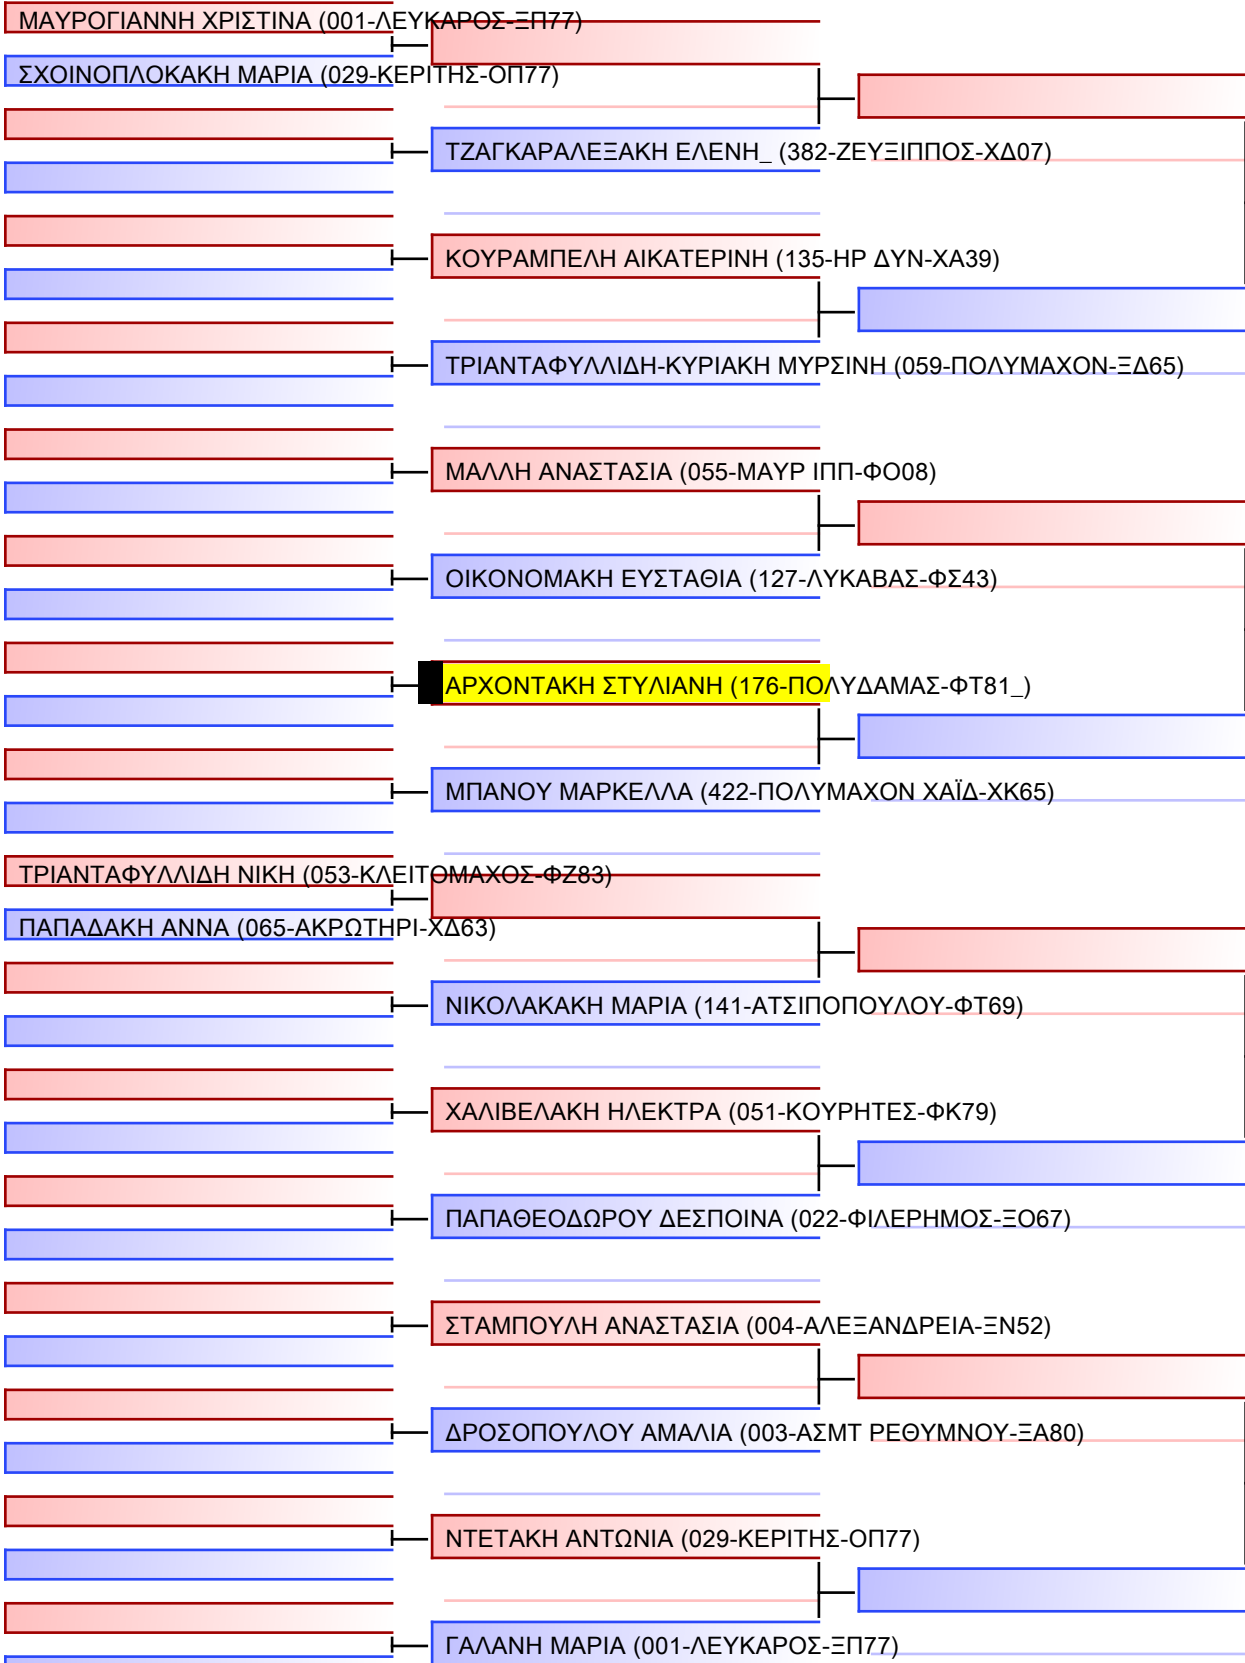 ΜΑΥΡΟΓΙΑΝΝΗ ΧΡΙΣΤΙΝΑ (001-ΛΕΥΚΑΡΟΣ-ΞΠ77)
ΣΧΟΙΝΟΠΛΟΚΑΚΗ ΜΑΡΙΑ (029-ΚΕΡΙΤΗΣ-ΟΠ77)
ΤΖΑΓΚΑΡΑΛΕΞΑΚΗ ΕΛΕΝΗ_ (382-ΖΕΥΞΙΠΠΟΣ-ΧΔ07)
ΚΟΥΡΑΜΠΕΛΗ ΑΙΚΑΤΕΡΙΝΗ (135-ΗΡ ΔΥΝ-ΧΑ39)
ΤΡΙΑΝΤΑΦΥΛΛΙΔΗ-ΚΥΡΙΑΚΗ ΜΥΡΣΙΝΗ (059-ΠΟΛΥΜΑΧΟΝ-ΞΔ65)
ΜΑΛΛΗ ΑΝΑΣΤΑΣΙΑ (055-ΜΑΥΡ ΙΠΠ-ΦΟ08)
ΟΙΚΟΝΟΜΑΚΗ ΕΥΣΤΑΘΙΑ (127-ΛΥΚΑΒΑΣ-ΦΣ43)
ΑΡΧΟΝΤΑΚΗ ΣΤΥΛΙΑΝΗ (176-ΠΟΛΥΔΑΜΑΣ-ΦΤ81_)
ΜΠΑΝΟΥ ΜΑΡΚΕΛΛΑ (422-ΠΟΛΥΜΑΧΟΝ ΧΑΪΔ-ΧΚ65)
ΤΡΙΑΝΤΑΦΥΛΛΙΔΗ ΝΙΚΗ (053-ΚΛΕΙΤΟΜΑΧΟΣ-ΦΖ83)
ΠΑΠΑΔΑΚΗ ΑΝΝΑ (065-ΑΚΡΩΤΗΡΙ-ΧΔ63)
ΝΙΚΟΛΑΚΑΚΗ ΜΑΡΙΑ (141-ΑΤΣΙΠΟΠΟΥΛΟΥ-ΦΤ69)
ΧΑΛΙΒΕΛΑΚΗ ΗΛΕΚΤΡΑ (051-ΚΟΥΡΗΤΕΣ-ΦΚ79)
ΠΑΠΑΘΕΟΔΩΡΟΥ ΔΕΣΠΟΙΝΑ (022-ΦΙΛΕΡΗΜΟΣ-ΞΟ67)
ΣΤΑΜΠΟΥΛΗ ΑΝΑΣΤΑΣΙΑ (004-ΑΛΕΞΑΝΔΡΕΙΑ-ΞΝ52)
ΔΡΟΣΟΠΟΥΛΟΥ ΑΜΑΛΙΑ (003-ΑΣΜΤ ΡΕΘΥΜΝΟΥ-ΞΑ80)
ΝΤΕΤΑΚΗ ΑΝΤΩΝΙΑ (029-ΚΕΡΙΤΗΣ-ΟΠ77)
ΓΑΛΑΝΗ ΜΑΡΙΑ (001-ΛΕΥΚΑΡΟΣ-ΞΠ77)